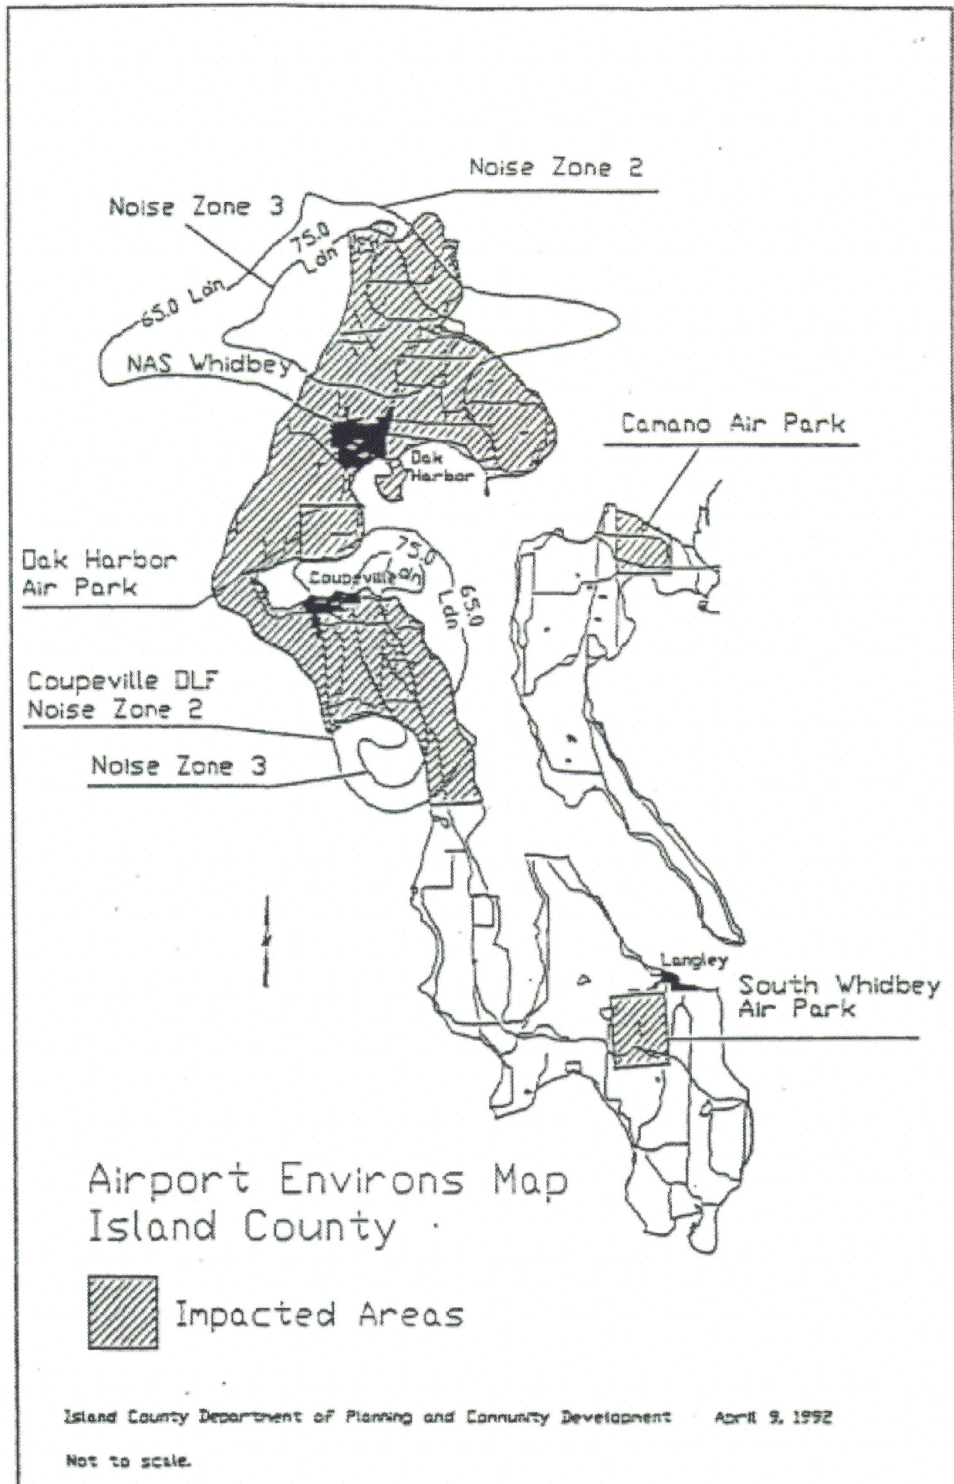 Noise Zone 2
Noise Zone 3
75.0
Ldn
65.0 Ldn
NAS Whidbey
Camano Air Park
Oak
Harbor
Oak Harbor
Air Park
75.0
Ldn
Coupeville
65.0
Ldn
Coupeville OLF
Noise Zone 2
Noise Zone 3
Langley
South Whidbey
Air Park
Airport Environs Map
Island County
Impacted Areas
Island County Department of Planning and Community Development April 9, 1992
Not to scale.